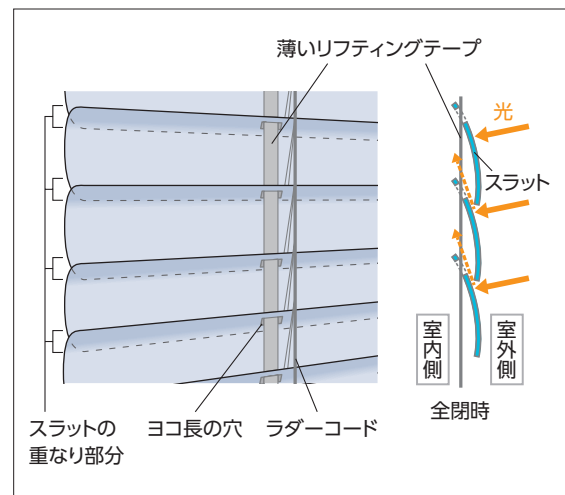 薄いリフティングテープ
光
スラット
室内側
室外側
全閉時
スラットの
重なり部分
ヨコ長の穴
ラダーコード